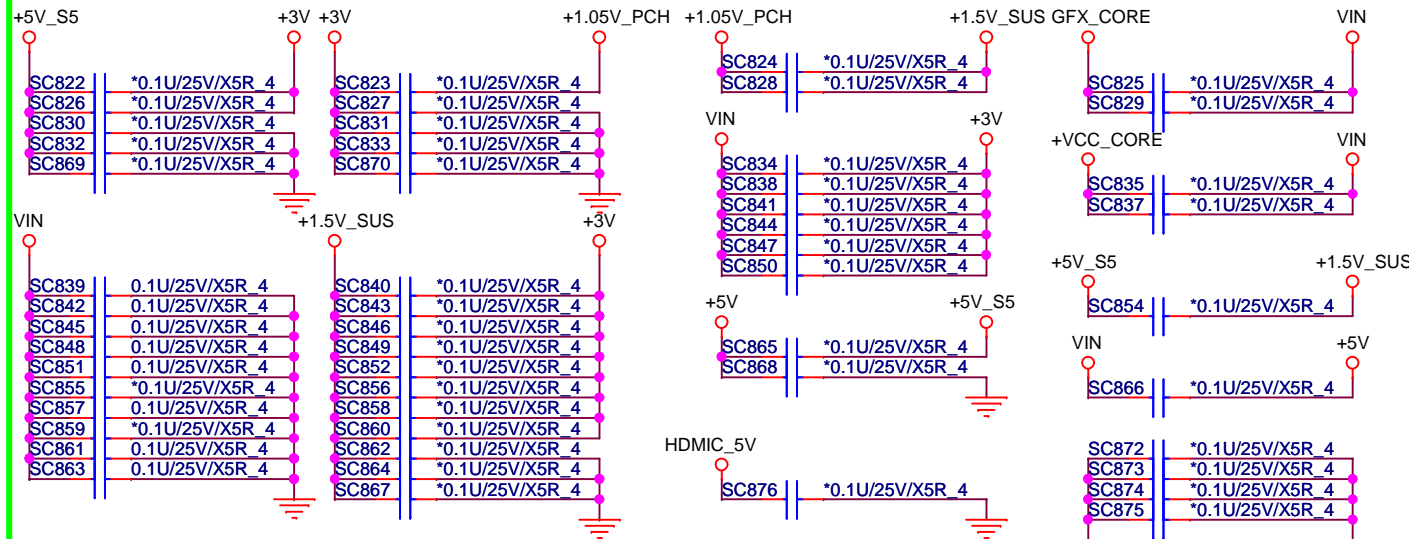 +5V_S5 +3V
SC822 *0.1U/25V/X5R_4
SC826 *0.1U/25V/X5R_4
SC830 *0.1U/25V/X5R_4
SC832 *0.1U/25V/X5R_4
SC869 *0.1U/25V/X5R_4
+3V +1.05V_PCH
SC823 *0.1U/25V/X5R_4
SC827 *0.1U/25V/X5R_4
SC831 *0.1U/25V/X5R_4
SC833 *0.1U/25V/X5R_4
SC870 *0.1U/25V/X5R_4
VIN
SC839 0.1U/25V/X5R_4
SC842 0.1U/25V/X5R_4
SC845 0.1U/25V/X5R_4
SC848 0.1U/25V/X5R_4
SC851 0.1U/25V/X5R_4
SC855 *0.1U/25V/X5R_4
SC857 0.1U/25V/X5R_4
SC859 *0.1U/25V/X5R_4
SC861 0.1U/25V/X5R_4
SC863 0.1U/25V/X5R_4
+1.5V_SUS +3V
SC840 *0.1U/25V/X5R_4
SC843 *0.1U/25V/X5R_4
SC846 *0.1U/25V/X5R_4
SC849 *0.1U/25V/X5R_4
SC852 *0.1U/25V/X5R_4
SC856 *0.1U/25V/X5R_4
SC858 *0.1U/25V/X5R_4
SC860 *0.1U/25V/X5R_4
SC862 *0.1U/25V/X5R_4
SC864 *0.1U/25V/X5R_4
SC867 *0.1U/25V/X5R_4
+1.05V_PCH +1.5V_SUS
SC824 *0.1U/25V/X5R_4
SC828 *0.1U/25V/X5R_4
VIN +3V
SC834 *0.1U/25V/X5R_4
SC838 *0.1U/25V/X5R_4
SC841 *0.1U/25V/X5R_4
SC844 *0.1U/25V/X5R_4
SC847 *0.1U/25V/X5R_4
SC850 *0.1U/25V/X5R_4
+5V +5V_S5
SC865 *0.1U/25V/X5R_4
SC868 *0.1U/25V/X5R_4
HDMIC_5V
SC876 *0.1U/25V/X5R_4
GFX_CORE VIN
SC825 *0.1U/25V/X5R_4
SC829 *0.1U/25V/X5R_4
+VCC_CORE VIN
SC835 *0.1U/25V/X5R_4
SC837 *0.1U/25V/X5R_4
+5V_S5 +1.5V_SUS
SC854 *0.1U/25V/X5R_4
VIN +5V
SC866 *0.1U/25V/X5R_4
SC872 *0.1U/25V/X5R_4
SC873 *0.1U/25V/X5R_4
SC874 *0.1U/25V/X5R_4
SC875 *0.1U/25V/X5R_4